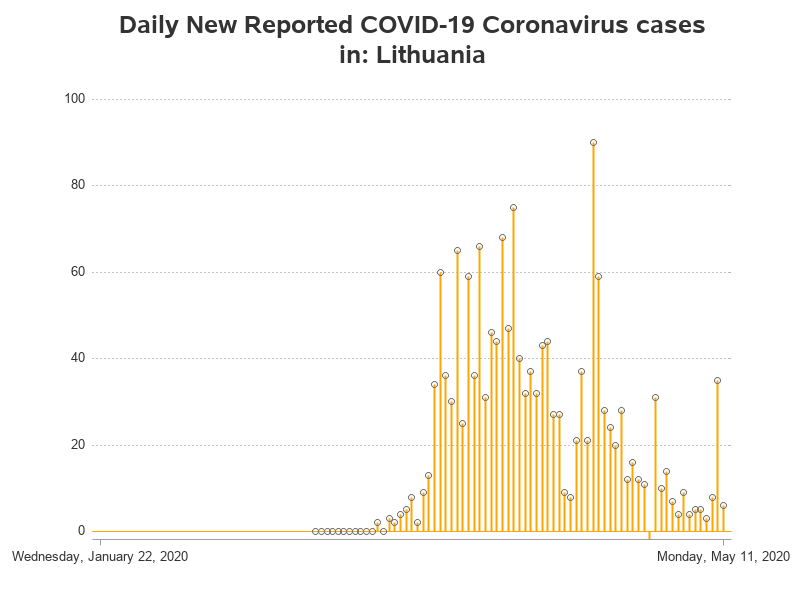 Daily New Reported COVID-19 Coronavirus cases
in: Lithuania
100
80
60
40
20
0
Wednesday, January 22, 2020
Monday, May 11, 2020